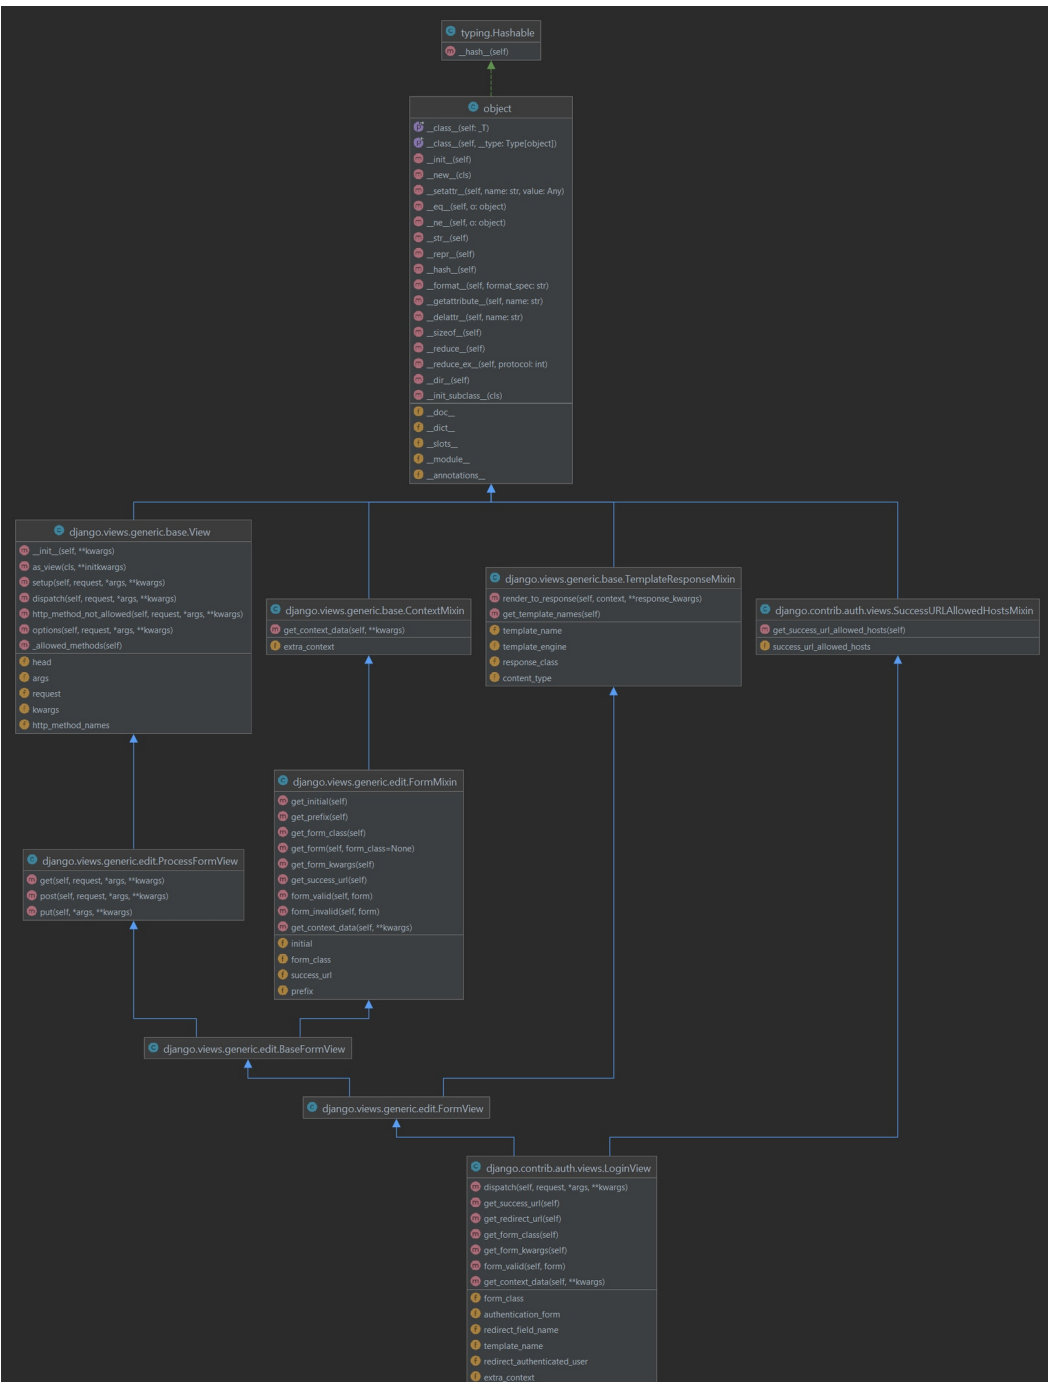 typing.Hashable
__hash__(self)
object
__class__(self: _T)
__class__(self, __type: Type[object])
__init__(self)
__new__(cls)
__setattr__(self, name: str, value: Any)
__eq__(self, o: object)
__ne__(self, o: object)
__str__(self)
__repr__(self)
__hash__(self)
__format__(self, format_spec: str)
__getattribute__(self, name: str)
__delattr__(self, name: str)
__sizeof__(self)
__reduce__(self)
__reduce_ex__(self, protocol: int)
__dir__(self)
__init_subclass__(cls)
__doc__
__dict__
__slots__
__module__
__annotations__
django.views.generic.base.View
__init__(self, **kwargs)
as_view(cls, **initkwargs)
setup(self, request, *args, **kwargs)
dispatch(self, request, *args, **kwargs)
http_method_not_allowed(self, request, *args, **kwargs)
options(self, request, *args, **kwargs)
_allowed_methods(self)
head
args
request
kwargs
http_method_names
django.views.generic.base.ContextMixin
get_context_data(self, **kwargs)
extra_context
django.views.generic.base.TemplateResponseMixin
render_to_response(self, context, **response_kwargs)
get_template_names(self)
template_name
template_engine
response_class
content_type
django.contrib.auth.views.SuccessURLAllowedHostsMixin
get_success_url_allowed_hosts(self)
success_url_allowed_hosts
django.views.generic.edit.FormMixin
get_initial(self)
get_prefix(self)
get_form_class(self)
get_form(self, form_class=None)
get_form_kwargs(self)
get_success_url(self)
form_valid(self, form)
form_invalid(self, form)
get_context_data(self, **kwargs)
initial
form_class
success_url
prefix
django.views.generic.edit.ProcessFormView
get(self, request, *args, **kwargs)
post(self, request, *args, **kwargs)
put(self, *args, **kwargs)
django.views.generic.edit.BaseFormView
django.views.generic.edit.FormView
django.contrib.auth.views.LoginView
dispatch(self, request, *args, **kwargs)
get_success_url(self)
get_redirect_url(self)
get_form_class(self)
get_form_kwargs(self)
form_valid(self, form)
get_context_data(self, **kwargs)
form_class
authentication_form
redirect_field_name
template_name
redirect_authenticated_user
extra_context